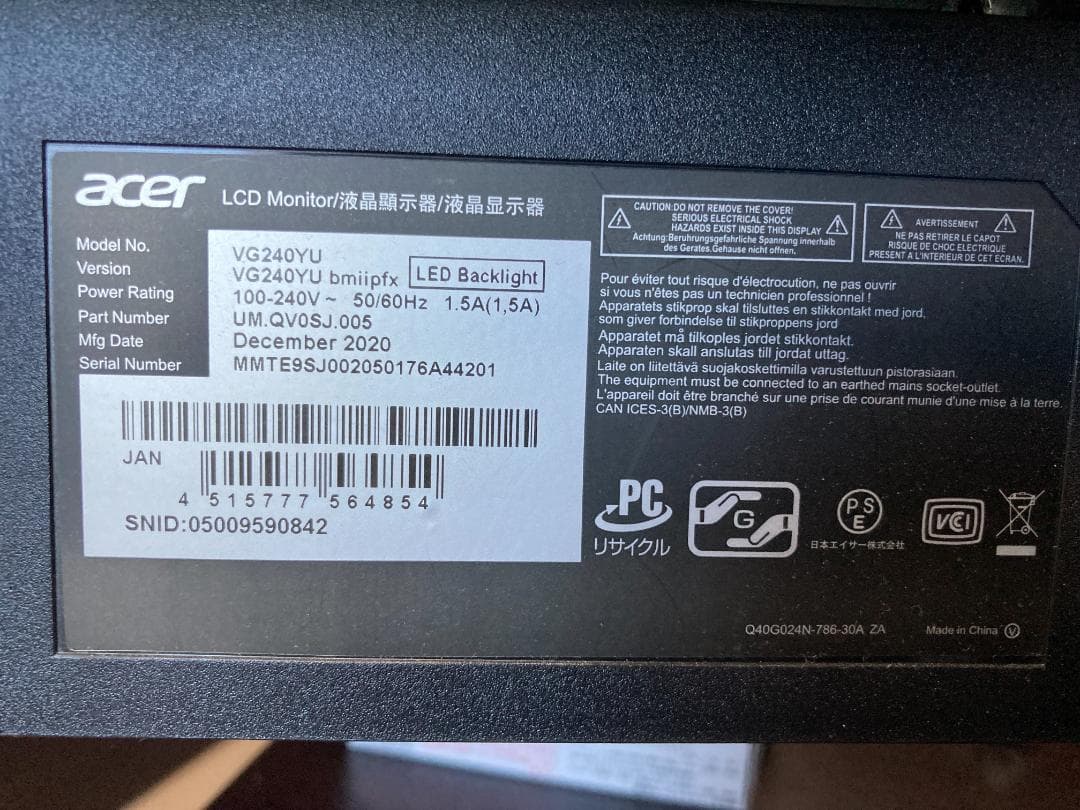 acer LCD Monitor/液晶顯示器/液晶显示器
Model No. VG240YU
Version VG240YU bmiipfx LED Backlight
Power Rating 100-240V ~ 50/60Hz 1.5A(1,5A)
Part Number UM.QV0SJ.005
Mfg Date December 2020
Serial Number MMTE9SJ002050176A44201
JAN
4 515777 564854
SNID:05009590842
CAUTION:DO NOT REMOVE THE COVER!
SERIOUS ELECTRICAL SHOCK
HAZARDS EXIST INSIDE THIS DISPLAY
Achtung:Beruhrungsgefahrliche Spannung innerhalb
des Gerates.Gehause nicht offnen.
AVERTISSEMENT
NE PAS RETIRER LE CAPOT
RISQUE DE CHOC ELECTRIQUE
PRESENT A L'INTERIEUR DE CET ECRAN.
Pour éviter tout risque d'électrocution, ne pas ouvrir
si vous n'êtes pas un technicien professionnel !
Apparatets stikprop skal tilsluttes en stikkontakt med jord,
som giver forbindelse til stikproppens jord
Apparatet må tilkoples jordet stikkontakt.
Apparaten skall anslutas till jordat uttag.
Laite on liitettävä suojakoskettimilla varustettuun pistorasiaan.
The equipment must be connected to an earthed mains socket-outlet.
L'appareil doit être branché sur une prise de courant munie d'une mise à la terre.
CAN ICES-3(B)/NMB-3(B)
PC
リサイクル
G
PS
E
日本エイサー株式会社
VCCI
Q40G024N-786-30A ZA
Made in China V